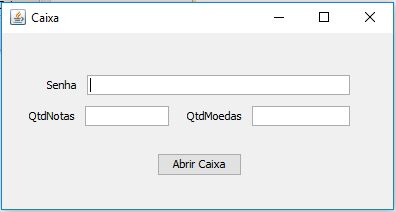 Caixa
Senha
QtdNotas QtdMoedas
Abrir Caixa